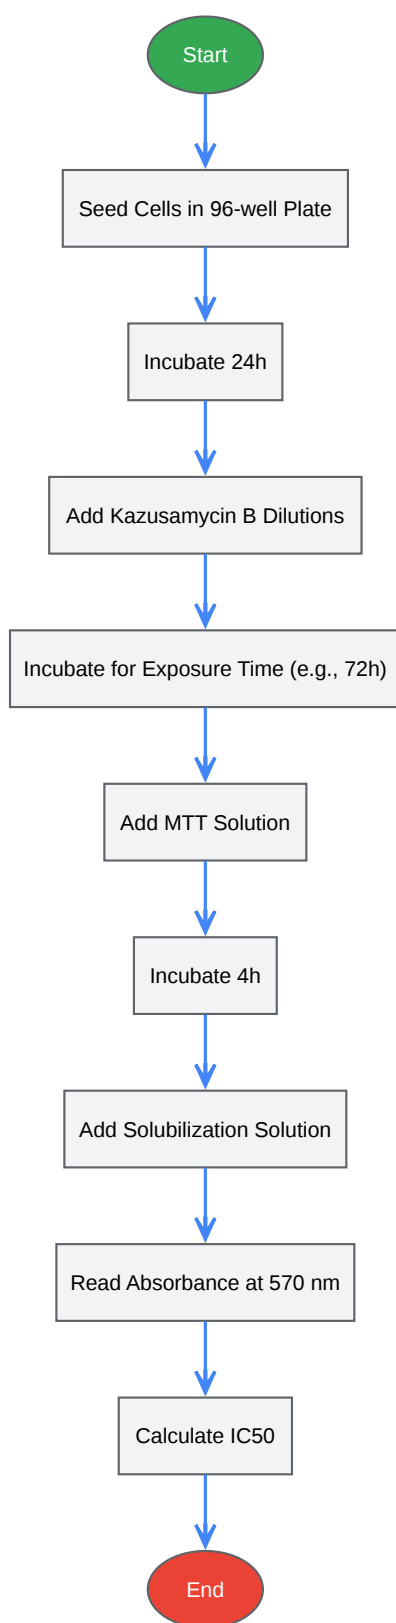 Start
Seed Cells in 96-well Plate
Incubate 24h
Add Kazusamycin B Dilutions
Incubate for Exposure Time (e.g., 72h)
Add MTT Solution
Incubate 4h
Add Solubilization Solution
Read Absorbance at 570 nm
Calculate IC50
End